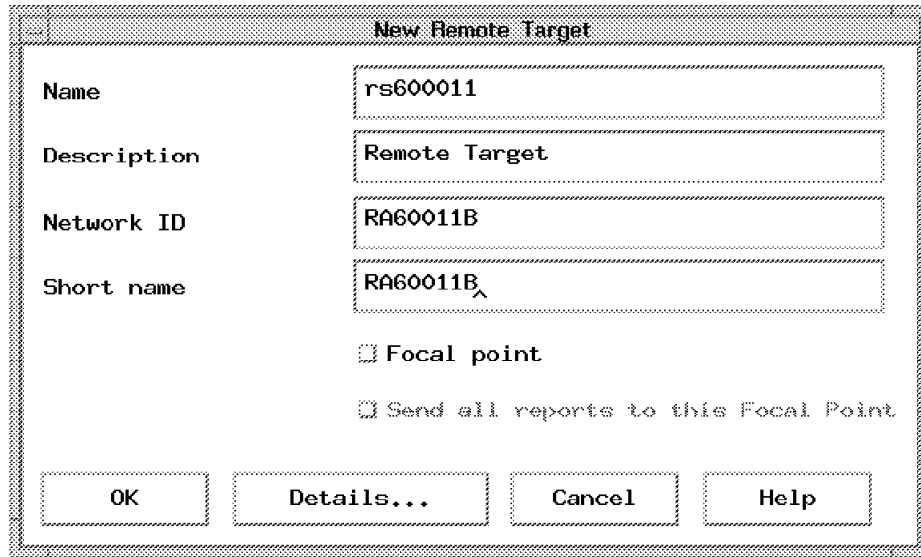 New Remote Target
Name rs600011
Description Remote Target
Network ID RA60011B
Short name RA60011B
Focal point
Send all reports to this Focal Point
OK Details... Cancel Help